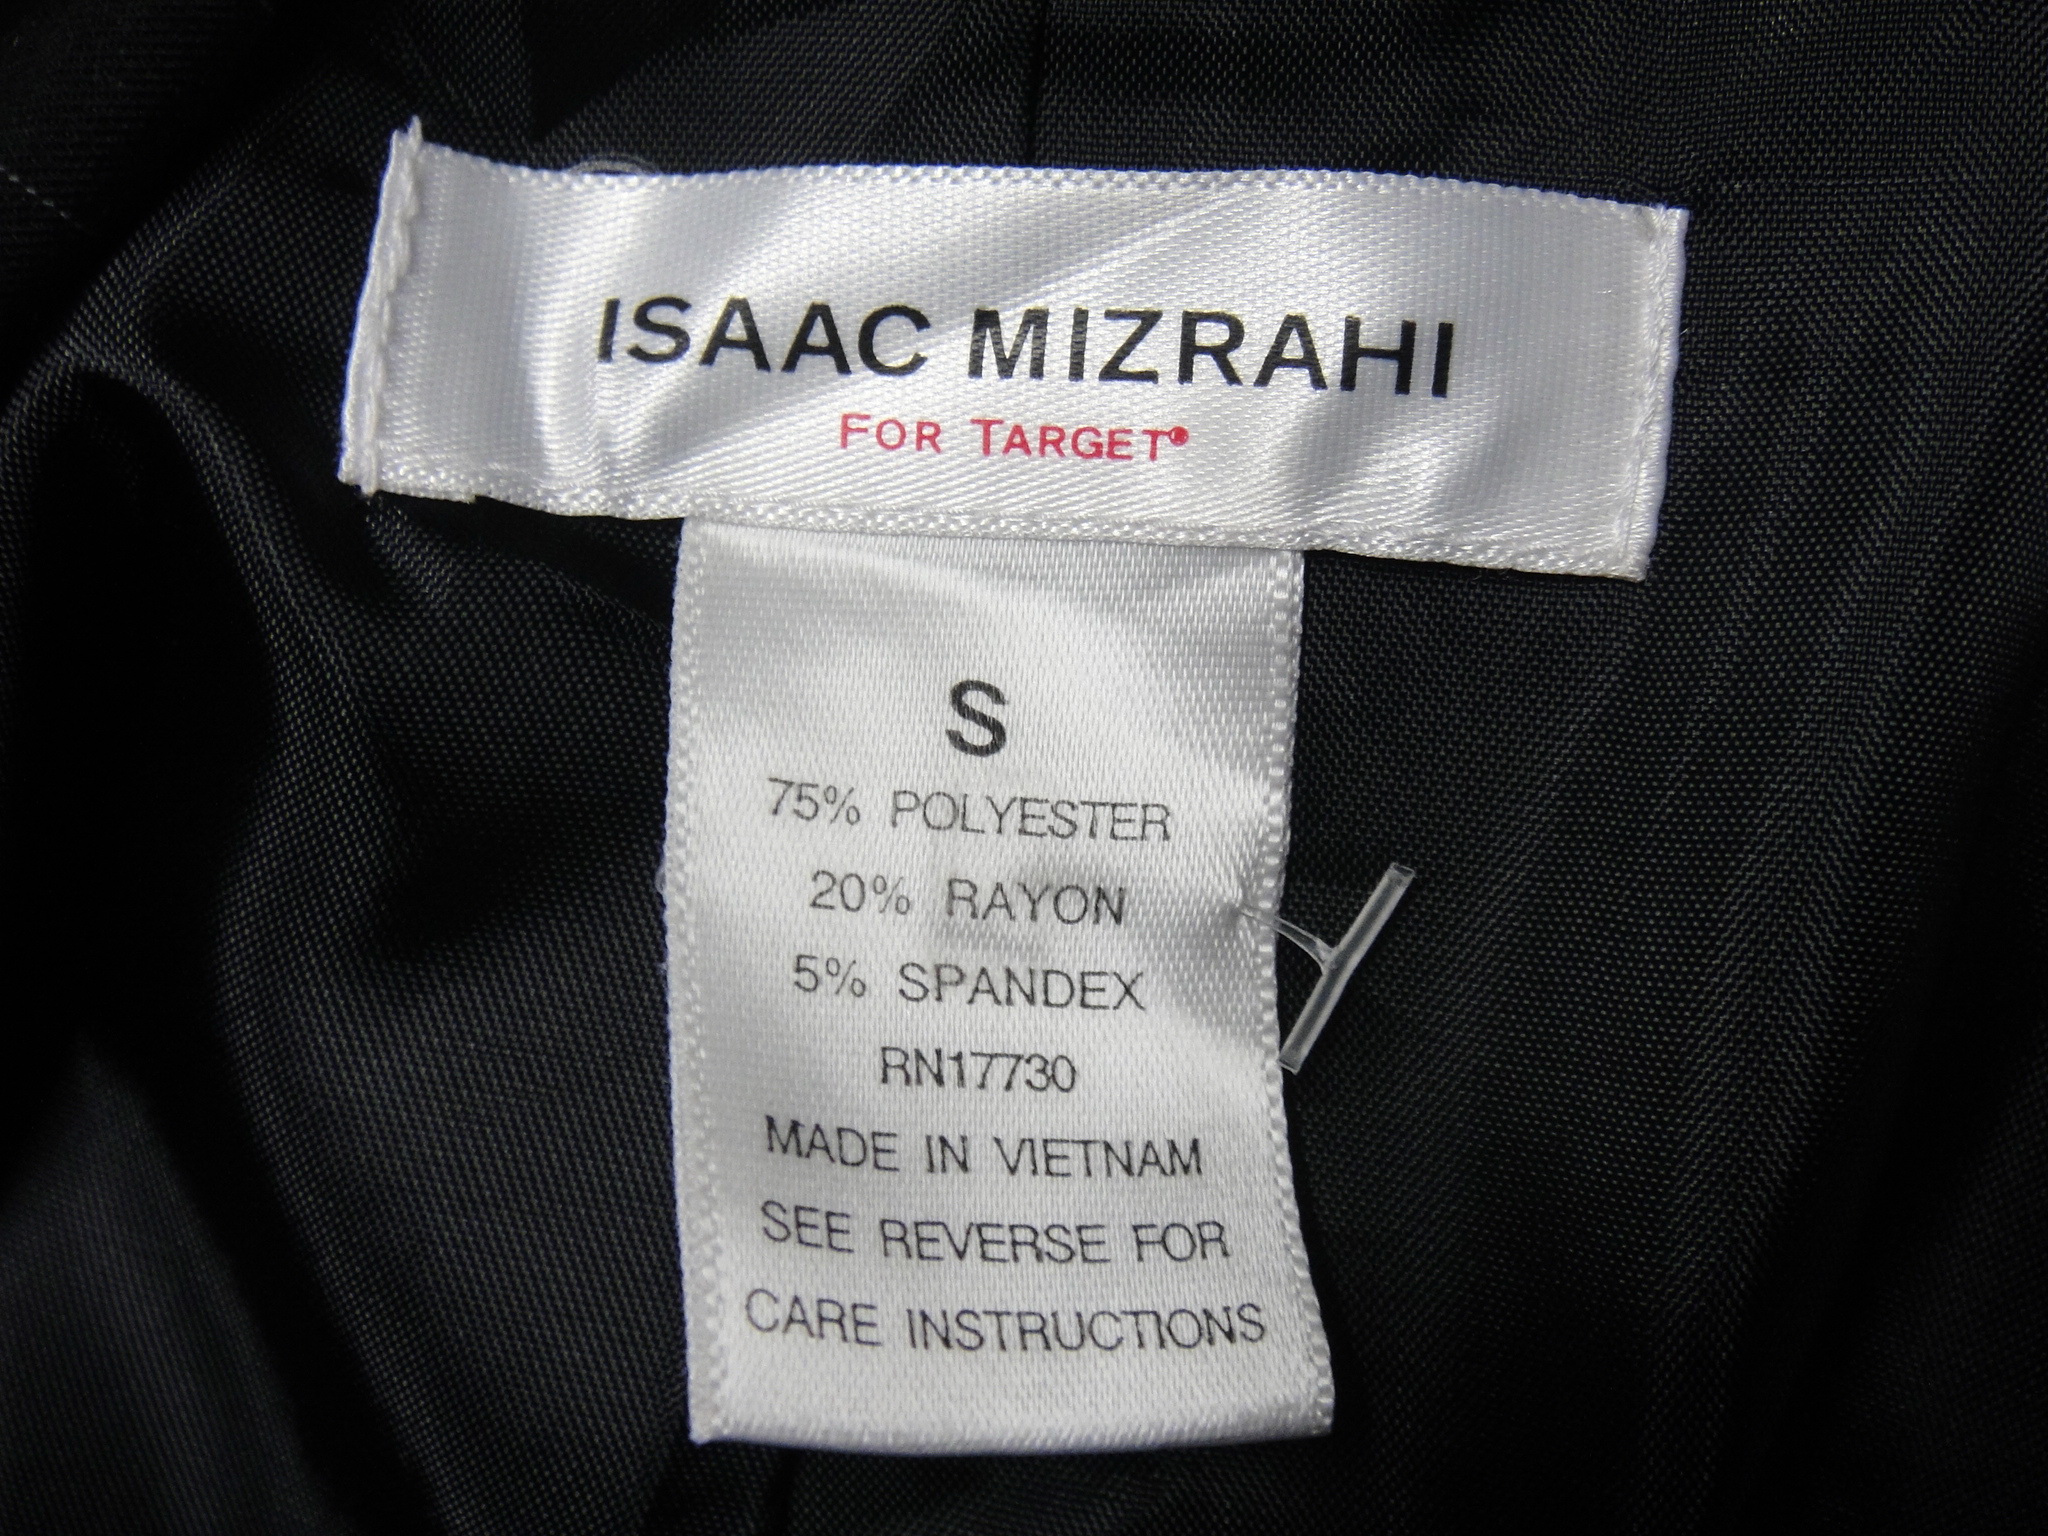 ISAAC MIZRAHI
FOR TARGET
S
75% POLYESTER
20% RAYON
5% SPANDEX
RN17730
MADE IN VIETNAM
SEE REVERSE FOR
CARE INSTRUCTIONS